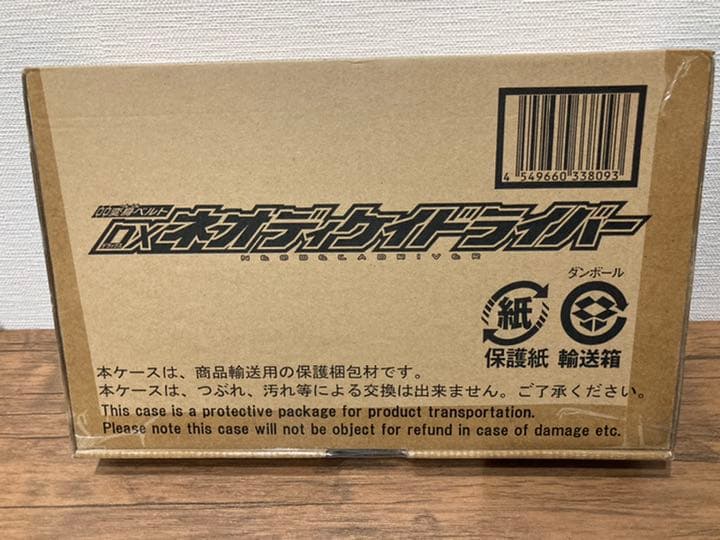 4 549660 338093
変身ベルト
DXネオディケイドライバー
NEODECADRIVER
ダンボール
紙
保護紙 輸送箱
本ケースは、商品輸送用の保護梱包材です。
本ケースは、つぶれ、汚れ等による交換は出来ません。ご了承ください。
This case is a protective package for product transportation.
Please note this case will not be object for refund in case of damage etc.